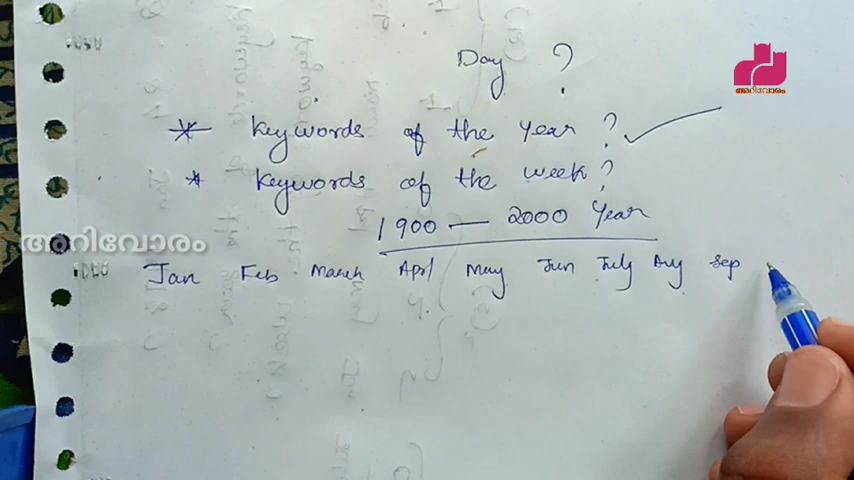 Day ?
അറിവോരം
* Keywords of the Year ?
* Keywords of the week ?
1900 — 2000 Year
അറിവോരം
Jan Feb March April May Jun July Aug Sep